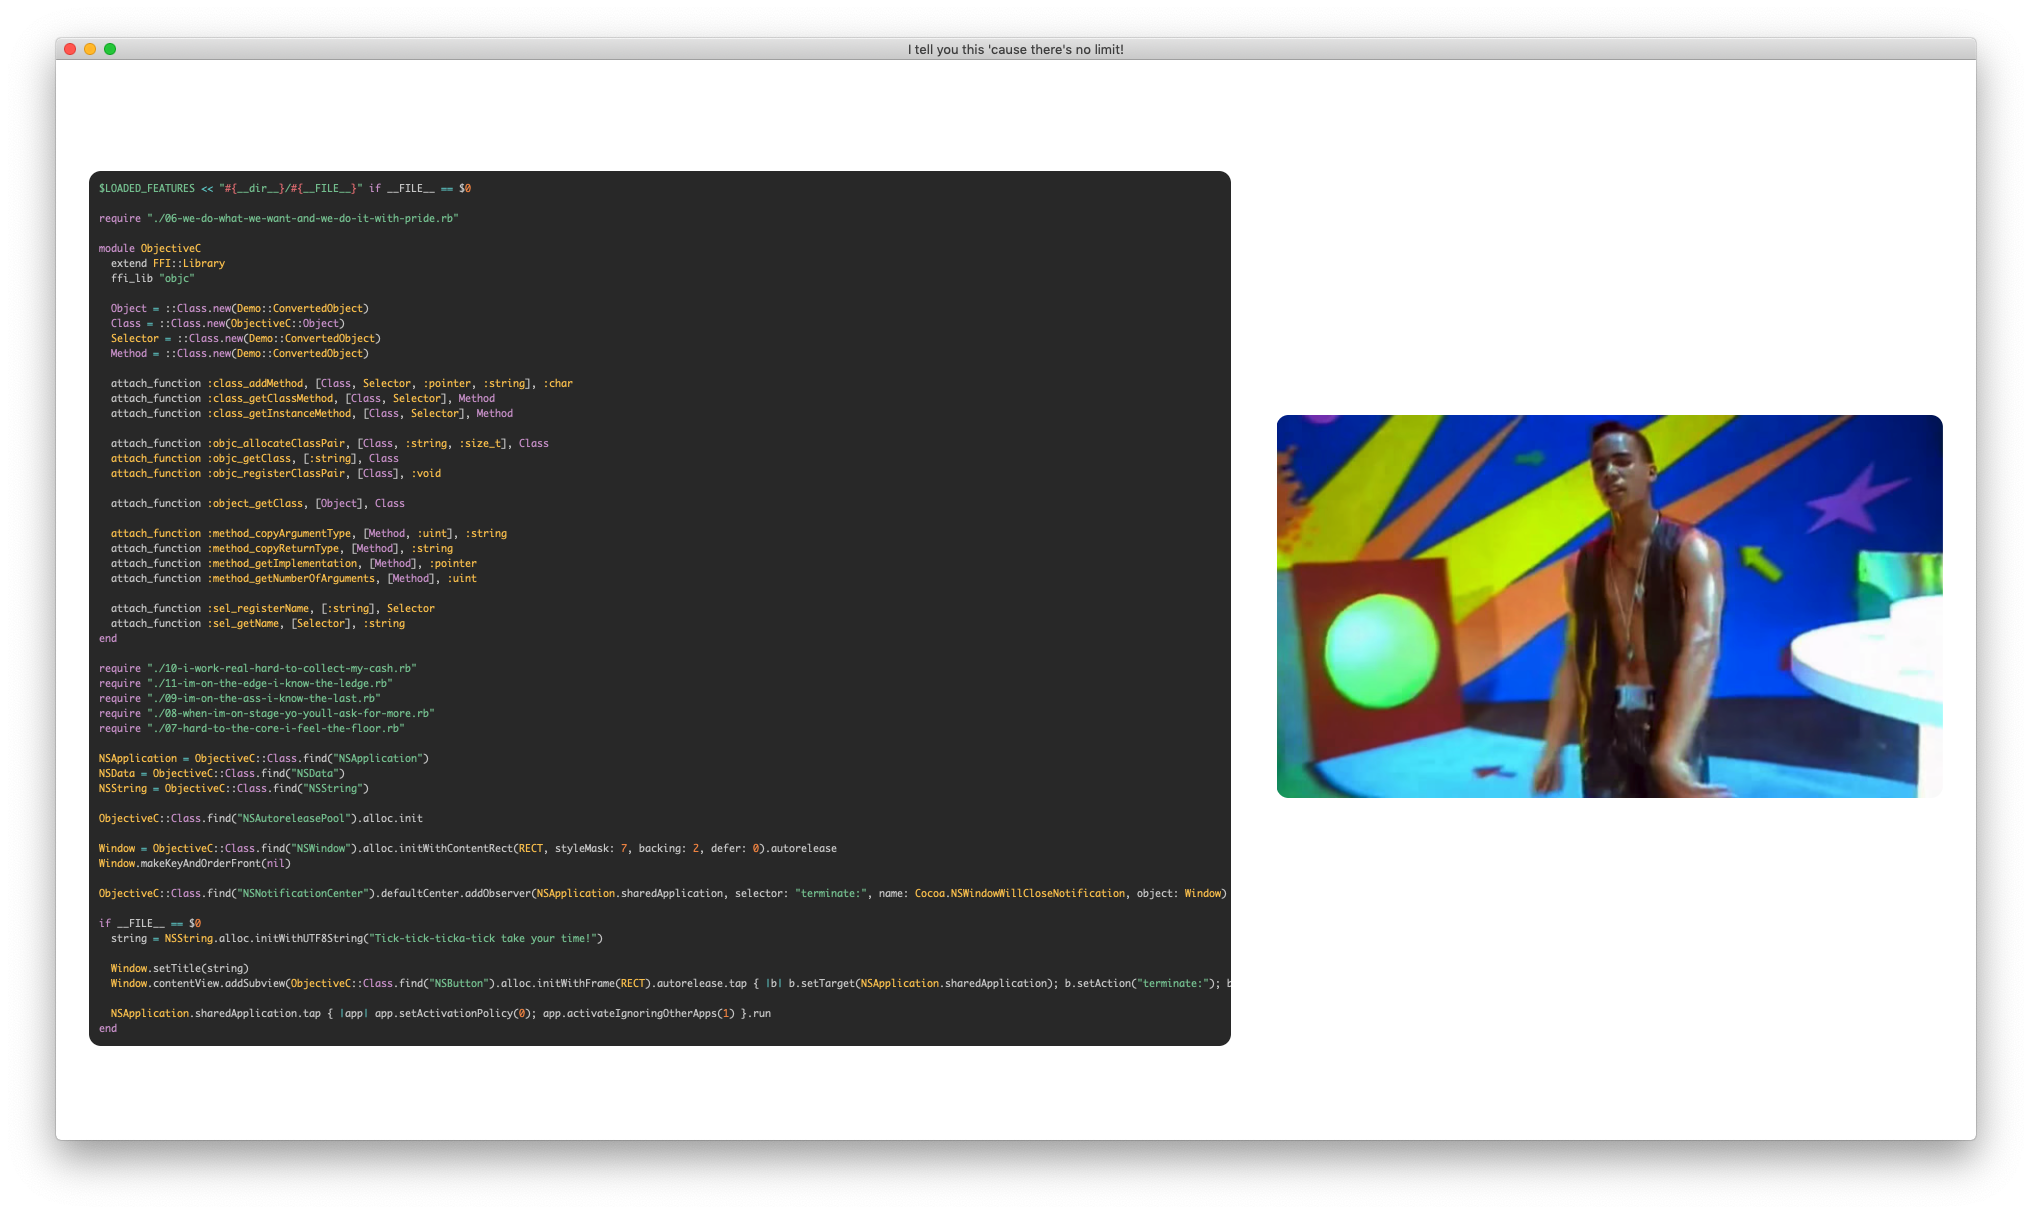 I tell you this 'cause there's no limit!
$LOADED_FEATURES << "#{__dir__}/#{__FILE__}" if __FILE__ == $0
require "./06-we-do-what-we-want-and-we-do-it-with-pride.rb"
module ObjectiveC
  extend FFI::Library
  ffi_lib "objc"
  Object = ::Class.new(Demo::ConvertedObject)
  Class = ::Class.new(ObjectiveC::Object)
  Selector = ::Class.new(Demo::ConvertedObject)
  Method = ::Class.new(Demo::ConvertedObject)
  attach_function :class_addMethod, [Class, Selector, :pointer, :string], :char
  attach_function :class_getClassMethod, [Class, Selector], Method
  attach_function :class_getInstanceMethod, [Class, Selector], Method
  attach_function :objc_allocateClassPair, [Class, :string, :size_t], Class
  attach_function :objc_getClass, [:string], Class
  attach_function :objc_registerClassPair, [Class], :void
  attach_function :object_getClass, [Object], Class
  attach_function :method_copyArgumentType, [Method, :uint], :string
  attach_function :method_copyReturnType, [Method], :string
  attach_function :method_getImplementation, [Method], :pointer
  attach_function :method_getNumberOfArguments, [Method], :uint
  attach_function :sel_registerName, [:string], Selector
  attach_function :sel_getName, [Selector], :string
end
require "./10-i-work-real-hard-to-collect-my-cash.rb"
require "./11-im-on-the-edge-i-know-the-ledge.rb"
require "./09-im-on-the-ass-i-know-the-last.rb"
require "./08-when-im-on-stage-yo-youll-ask-for-more.rb"
require "./07-hard-to-the-core-i-feel-the-floor.rb"
NSApplication = ObjectiveC::Class.find("NSApplication")
NSData = ObjectiveC::Class.find("NSData")
NSString = ObjectiveC::Class.find("NSString")
ObjectiveC::Class.find("NSAutoreleasePool").alloc.init
Window = ObjectiveC::Class.find("NSWindow").alloc.initWithContentRect(RECT, styleMask: 7, backing: 2, defer: 0).autorelease
Window.makeKeyAndOrderFront(nil)
ObjectiveC::Class.find("NSNotificationCenter").defaultCenter.addObserver(NSApplication.sharedApplication, selector: "terminate:", name: Cocoa.NSWindowWillCloseNotification, object: Window)
if __FILE__ == $0
  string = NSString.alloc.initWithUTF8String("Tick-tick-ticka-tick take your time!")
  Window.setTitle(string)
  Window.contentView.addSubview(ObjectiveC::Class.find("NSButton").alloc.initWithFrame(RECT).autorelease.tap { |b| b.setTarget(NSApplication.sharedApplication); b.setAction("terminate:");
  NSApplication.sharedApplication.tap { |app| app.setActivationPolicy(0); app.activateIgnoringOtherApps(1) }.run
end